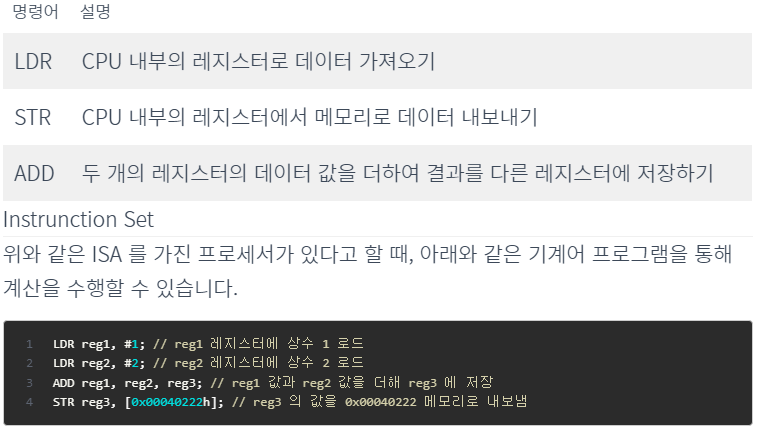 명령어 설명
LDR CPU 내부의 레지스터로 데이터 가져오기
STR CPU 내부의 레지스터에서 메모리로 데이터 내보내기
ADD 두 개의 레지스터의 데이터 값을 더하여 결과를 다른 레지스터에 저장하기
Instrunction Set
위와 같은 ISA 를 가진 프로세서가 있다고 할 때, 아래와 같은 기계어 프로그램을 통해
계산을 수행할 수 있습니다.
1 LDR reg1, #1; // reg1 레지스터에 상수 1 로드
2 LDR reg2, #2; // reg2 레지스터에 상수 2 로드
3 ADD reg1, reg2, reg3; // reg1 값과 reg2 값을 더해 reg3 에 저장
4 STR reg3, [0x00040222h]; // reg3 의 값을 0x00040222 메모리로 내보냄